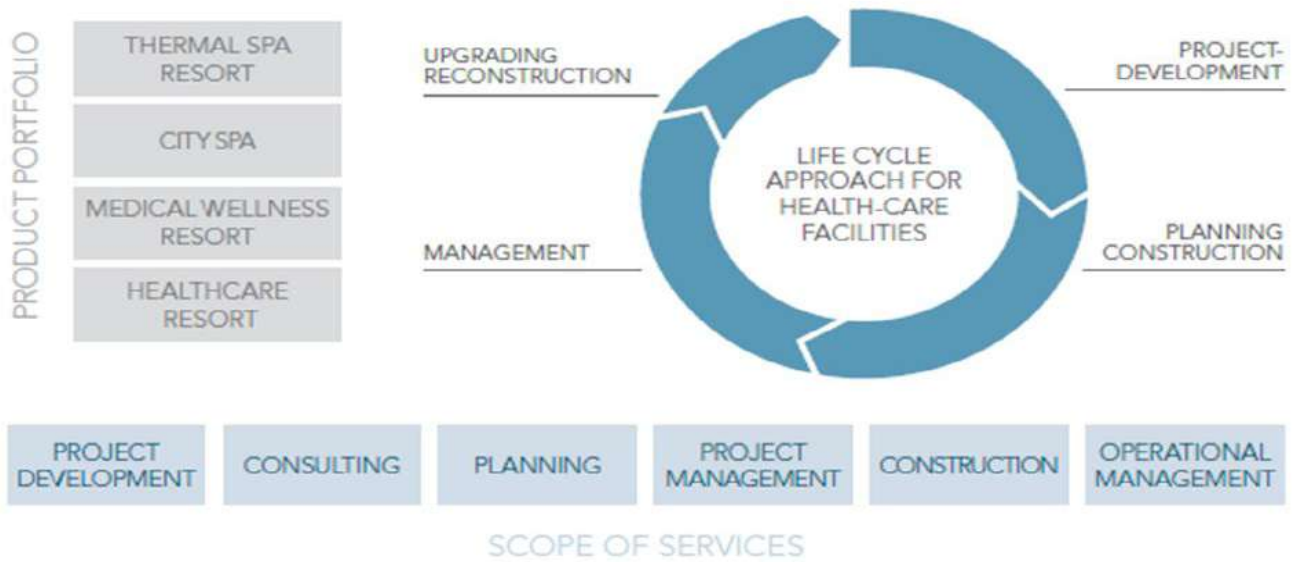 PRODUCT PORTFOLIO
THERMAL SPA
RESORT
CITY SPA
MEDICAL WELLNESS
RESORT
HEALTHCARE
RESORT
UPGRADING
RECONSTRUCTION
MANAGEMENT
LIFE CYCLE
APPROACH FOR
HEALTH-CARE
FACILITIES
PROJECT-
DEVELOPMENT
PLANNING
CONSTRUCTION
PROJECT
DEVELOPMENT
CONSULTING
PLANNING
PROJECT
MANAGEMENT
CONSTRUCTION
OPERATIONAL
MANAGEMENT
SCOPE OF SERVICES